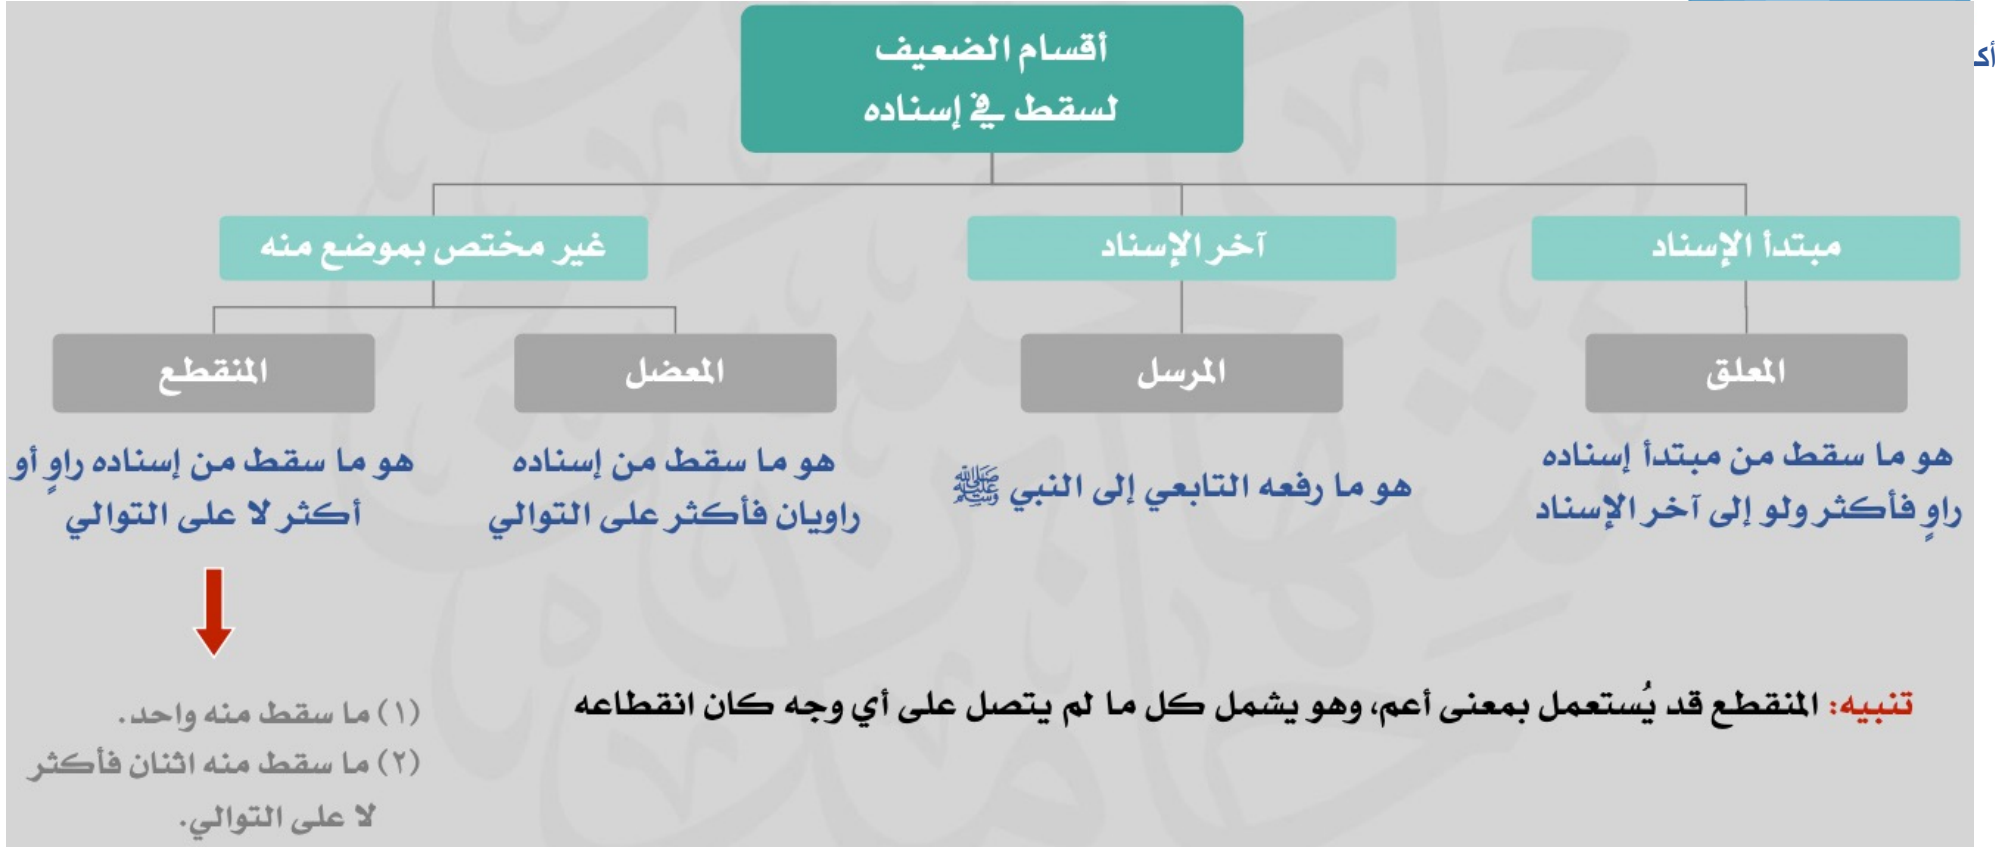 أقسام الضعيف
لسقط في إسناده
أكـ
مبتدأ الإسناد
آخر الإسناد
غير مختص بموضع منه
المعلق
المرسل
المعضل
المنقطع
هو ما سقط من مبتدأ إسناده
راوٍ فأكثر ولو إلى آخر الإسناد
هو ما رفعه التابعي إلى النبي ﷺ
هو ما سقط من إسناده
راويان فأكثر على التوالي
هو ما سقط من إسناده راوٍ أو
أكثر لا على التوالي
تنبيه: المنقطع قد يُستعمل بمعنى أعم، وهو يشمل كل ما لم يتصل على أي وجه كان انقطاعه
(١) ما سقط منه واحد.
(٢) ما سقط منه اثنان فأكثر
لا على التوالي.